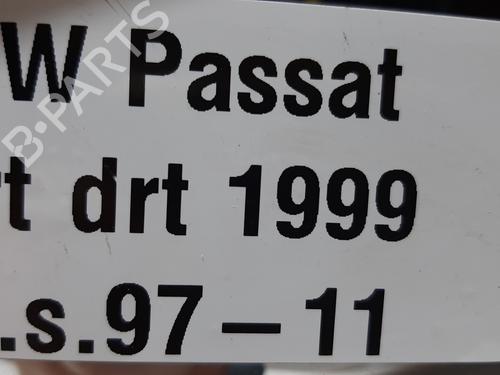 W Passat
t drt 1999
.s.97-11
B-PARTS